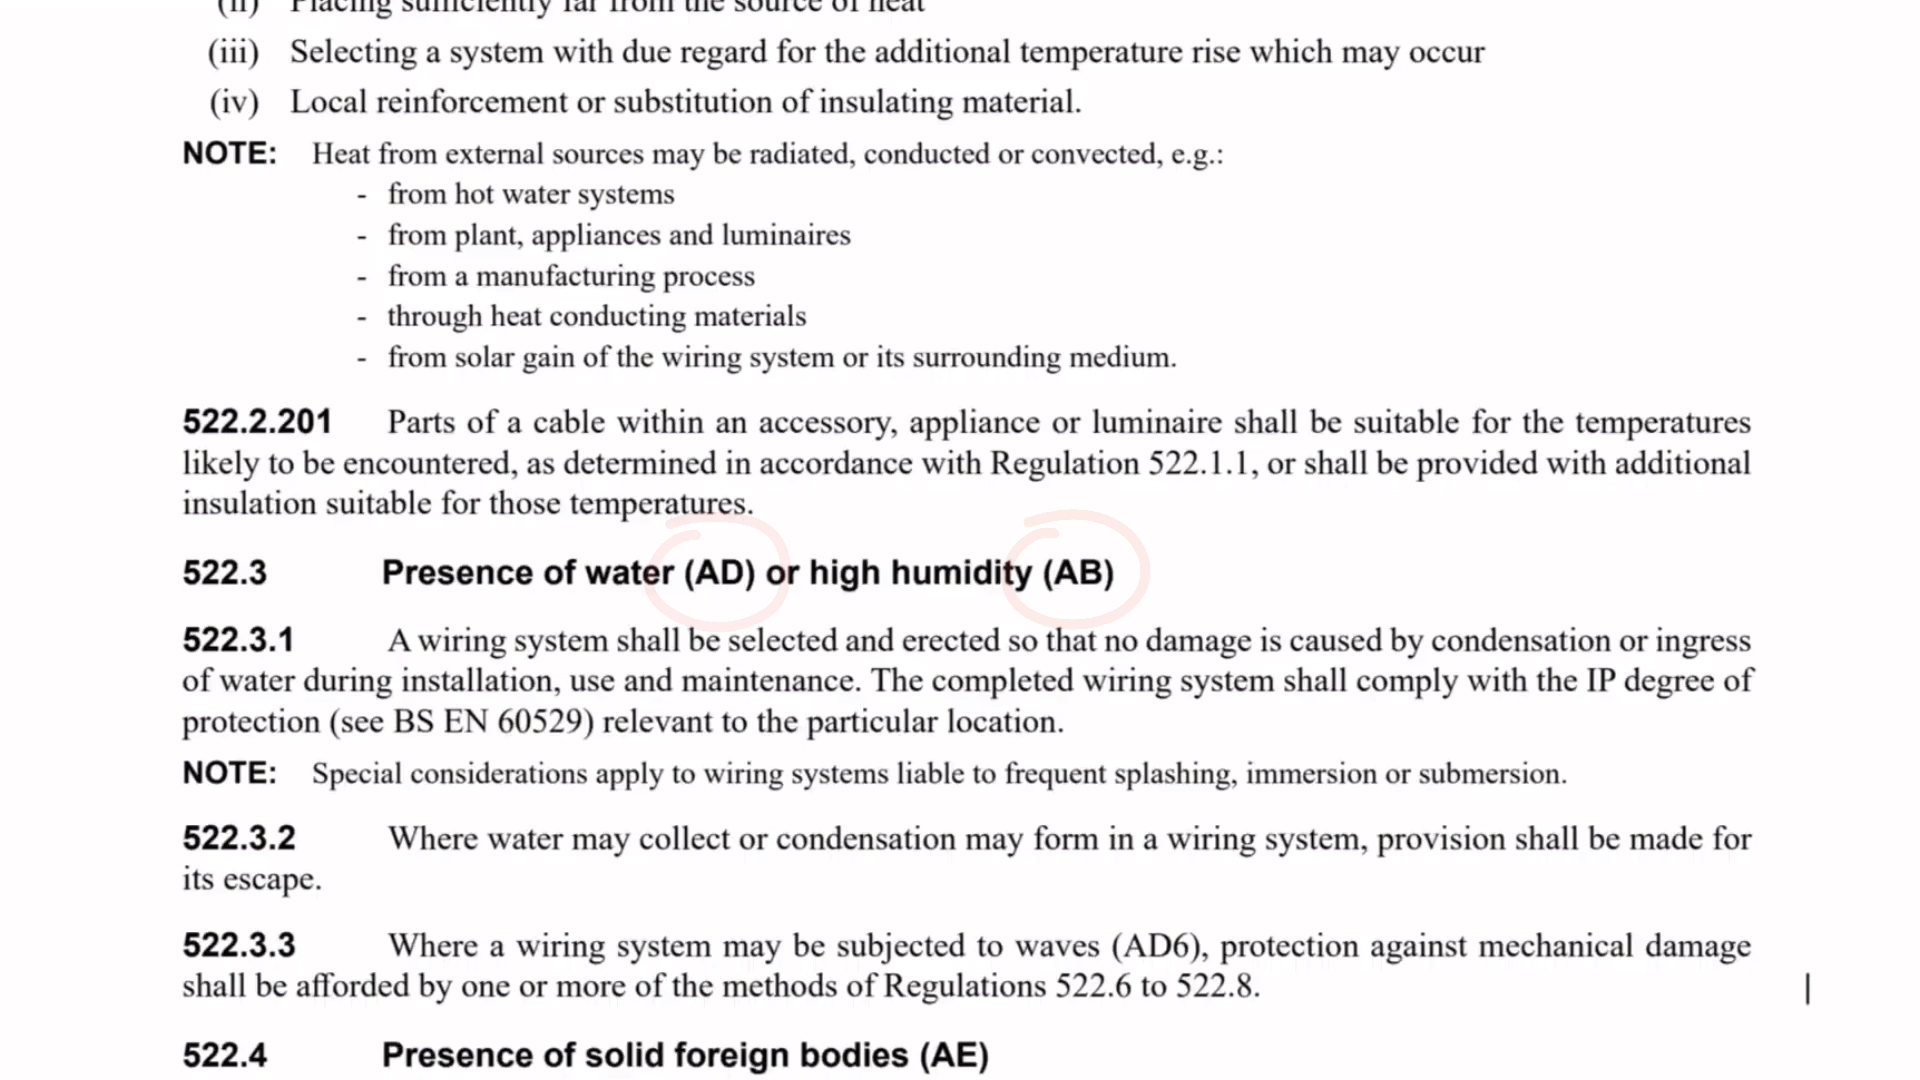 (ii) Placing sufficiently far from the source of heat
(iii) Selecting a system with due regard for the additional temperature rise which may occur
(iv) Local reinforcement or substitution of insulating material.
NOTE: Heat from external sources may be radiated, conducted or convected, e.g.:
- from hot water systems
- from plant, appliances and luminaires
- from a manufacturing process
- through heat conducting materials
- from solar gain of the wiring system or its surrounding medium.
522.2.201 Parts of a cable within an accessory, appliance or luminaire shall be suitable for the temperatures
likely to be encountered, as determined in accordance with Regulation 522.1.1, or shall be provided with additional
insulation suitable for those temperatures.
522.3 Presence of water (AD) or high humidity (AB)
522.3.1 A wiring system shall be selected and erected so that no damage is caused by condensation or ingress
of water during installation, use and maintenance. The completed wiring system shall comply with the IP degree of
protection (see BS EN 60529) relevant to the particular location.
NOTE: Special considerations apply to wiring systems liable to frequent splashing, immersion or submersion.
522.3.2 Where water may collect or condensation may form in a wiring system, provision shall be made for
its escape.
522.3.3 Where a wiring system may be subjected to waves (AD6), protection against mechanical damage
shall be afforded by one or more of the methods of Regulations 522.6 to 522.8.
522.4 Presence of solid foreign bodies (AE)